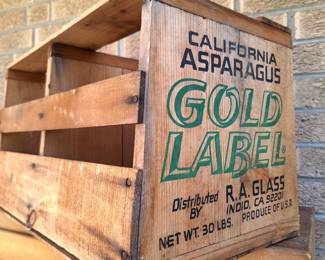 CALIFORNIA
ASPARAGUS
GOLD
LABEL
Distributed BY R.A. GLASS
INDIO, CA 92201
NET WT. 30 LBS. PRODUCE OF U.S.A.